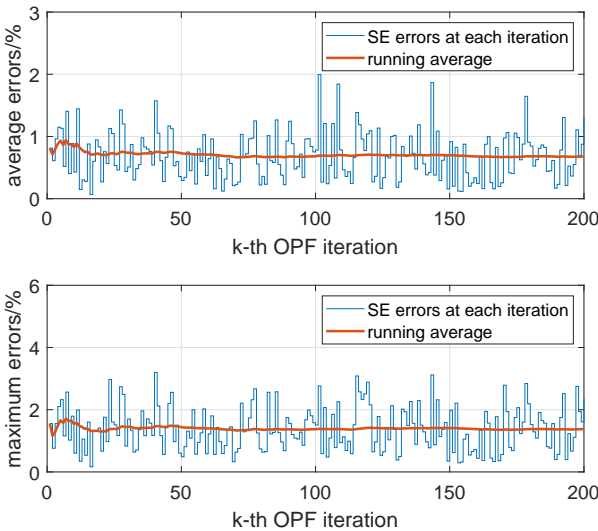 3
2
1
0
average errors/%
SE errors at each iteration
running average
0 50 100 150 200
k-th OPF iteration
6
4
2
0
maximum errors/%
SE errors at each iteration
running average
0 50 100 150 200
k-th OPF iteration